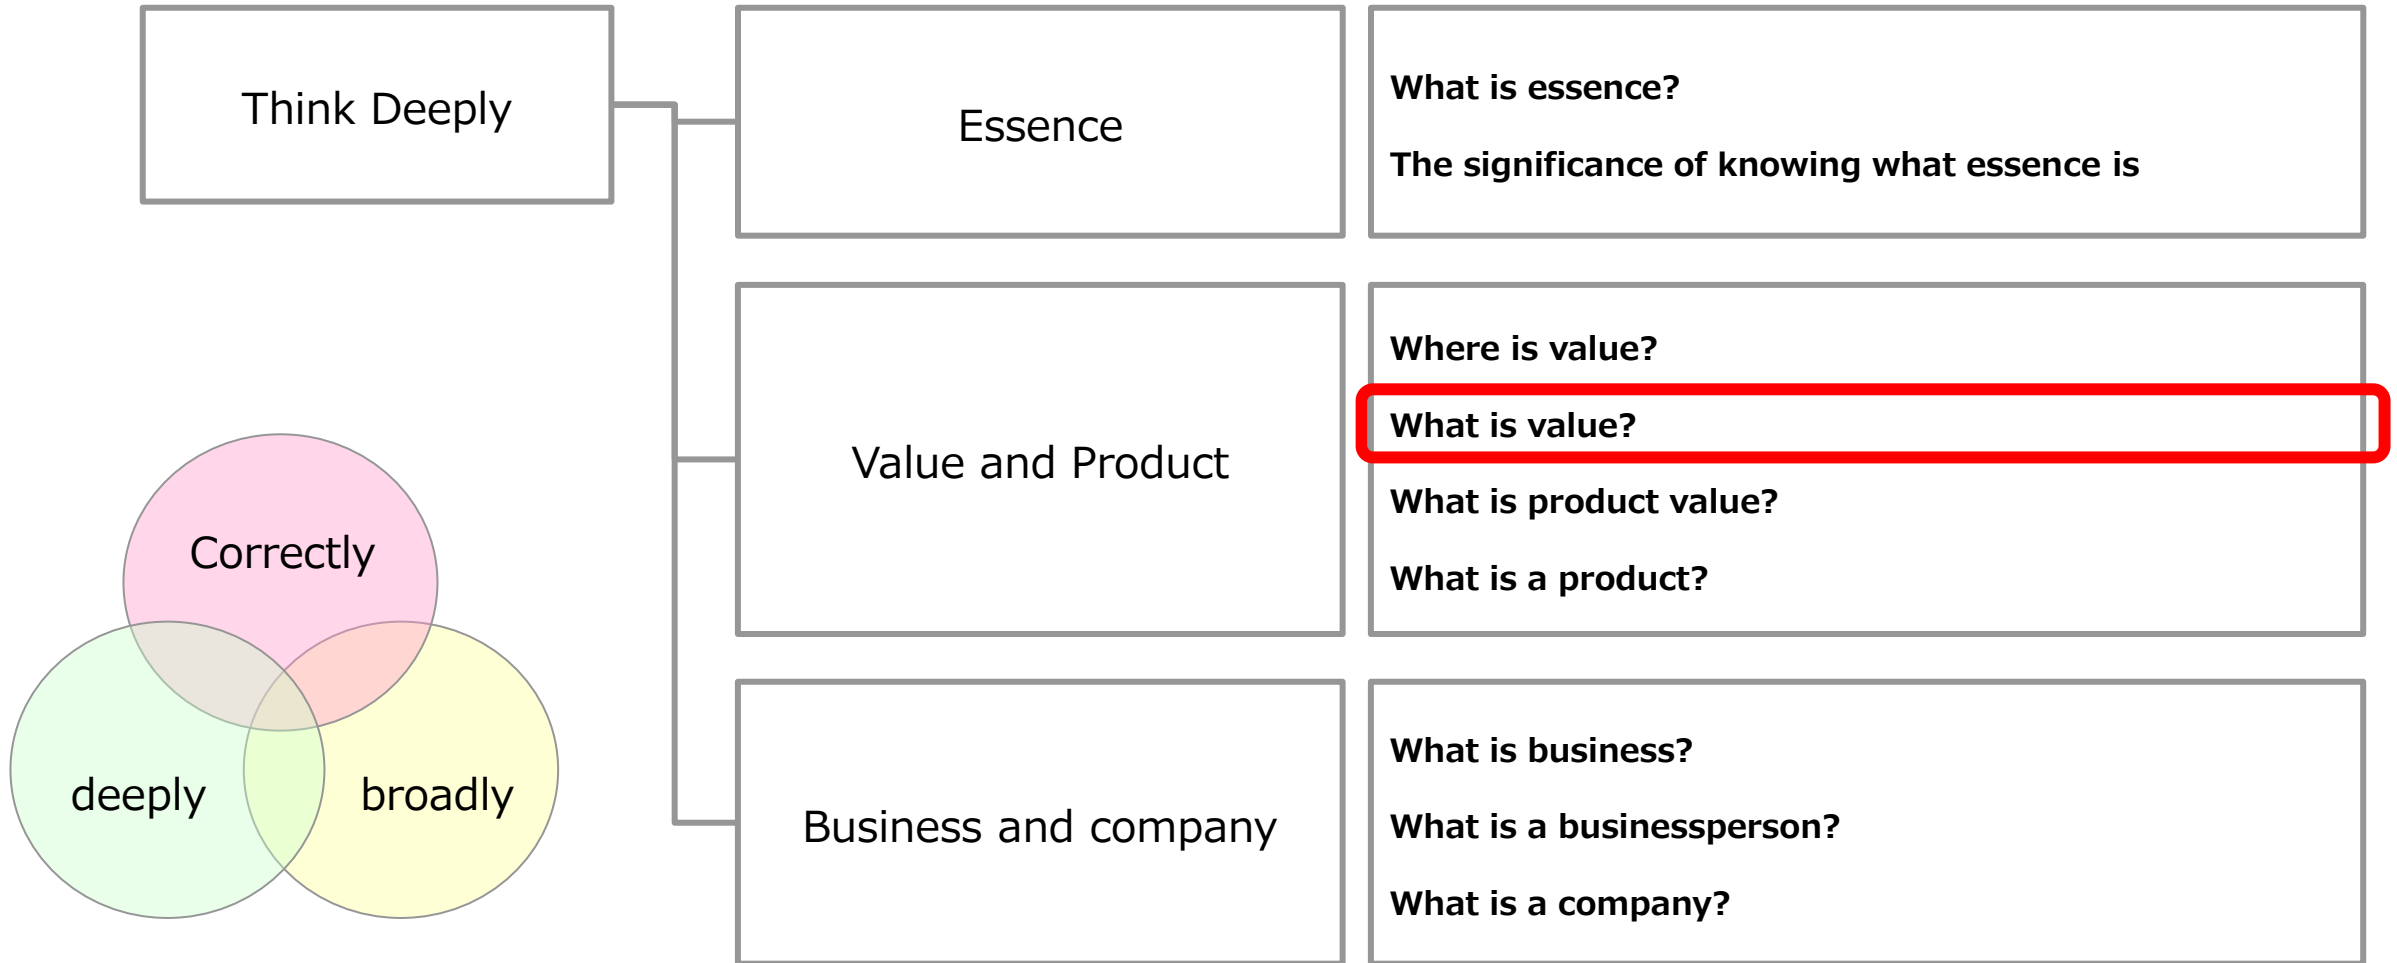 Think Deeply
Essence
What is essence?
The significance of knowing what essence is
Value and Product
Where is value?
What is value?
What is product value?
What is a product?
Correctly
deeply
broadly
Business and company
What is business?
What is a businessperson?
What is a company?